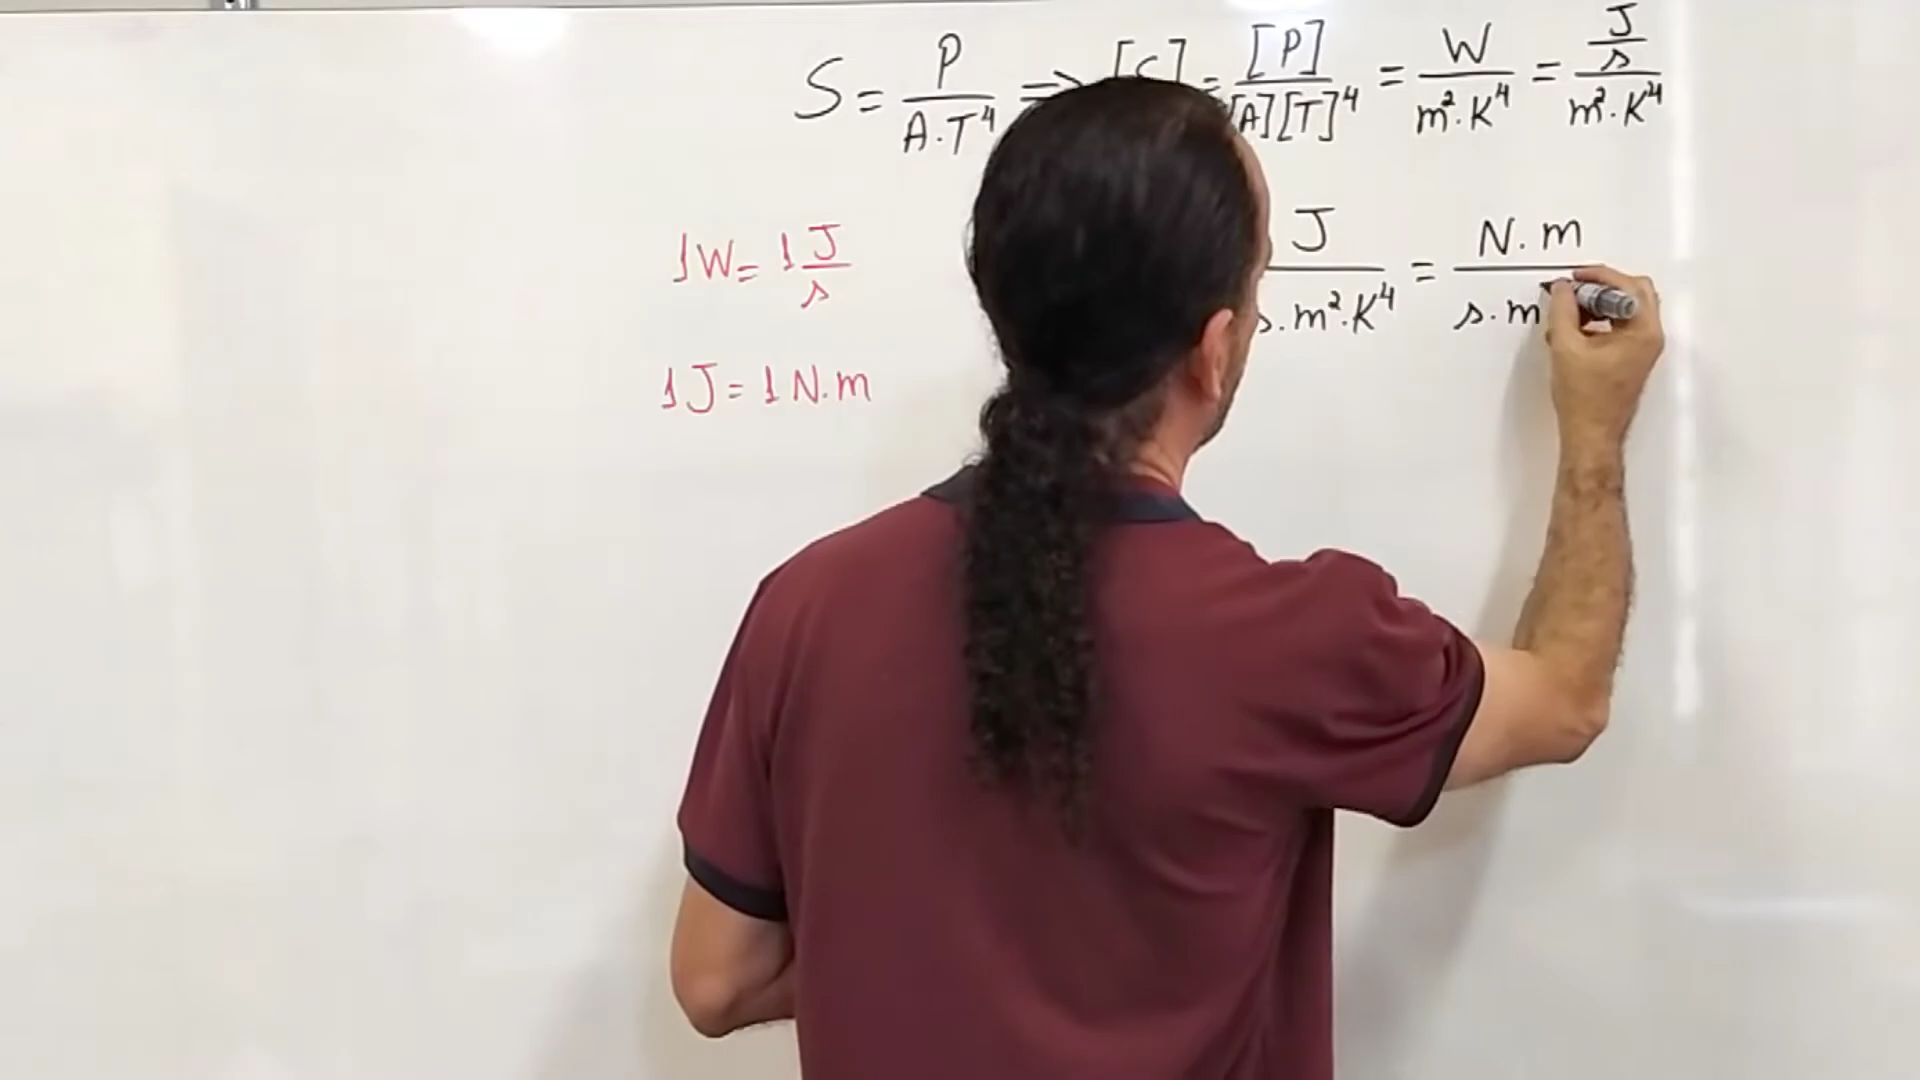 S = P / A.T⁴ => [S] = [P] / [A][T]⁴ = W / m².K⁴ = J/s / m².K⁴
1W = 1 J/s
J / s.m².K⁴ = N.m / s.m
1J = 1 N.m